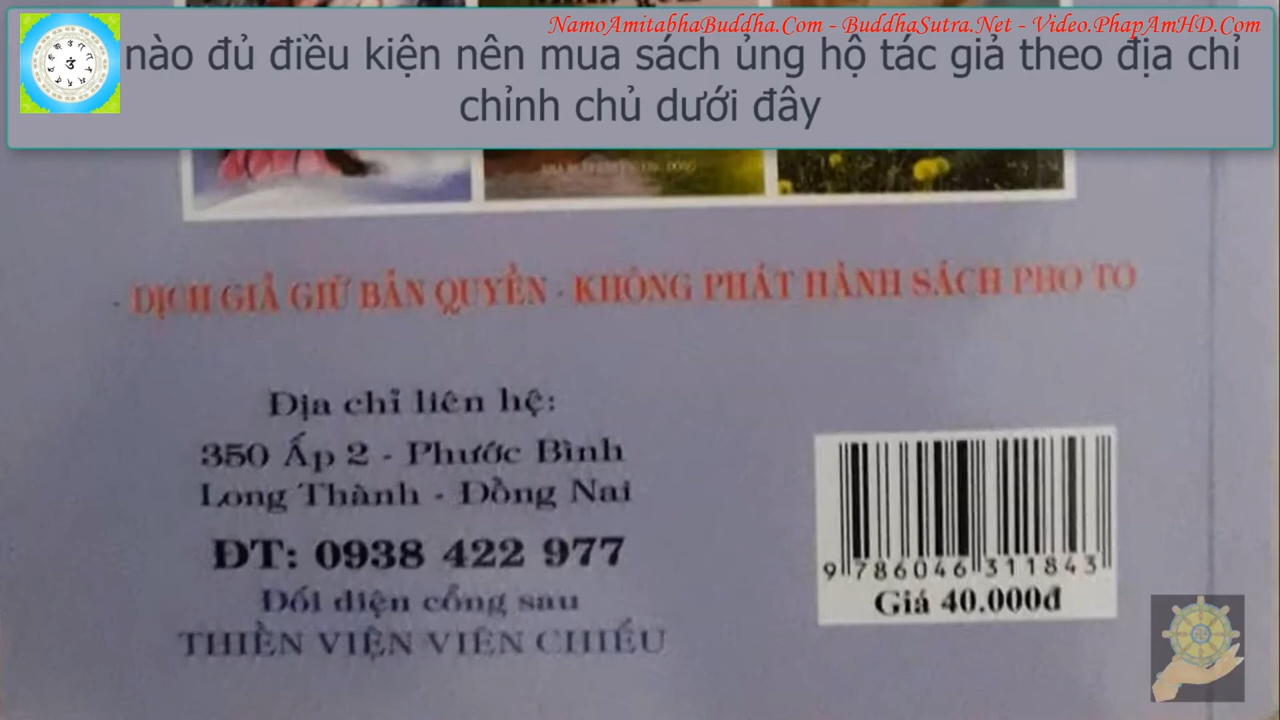 NamoAmitabhaBuddha.Com - BuddhaSutra.Net - Video.PhapAmHD.Com
nào đủ điều kiện nên mua sách ủng hộ tác giả theo địa chỉ
chỉnh chủ dưới đây
- DỊCH GIẢ GIỮ BẢN QUYỀN - KHÔNG PHÁT HÀNH SÁCH PHO TO
Địa chỉ liên hệ:
350 Ấp 2 - Phước Bình
Long Thành - Đồng Nai
ĐT: 0938 422 977
Đối diện cổng sau
THIỀN VIỆN VIÊN CHIẾU
9 786046 311843
Giá 40.000đ